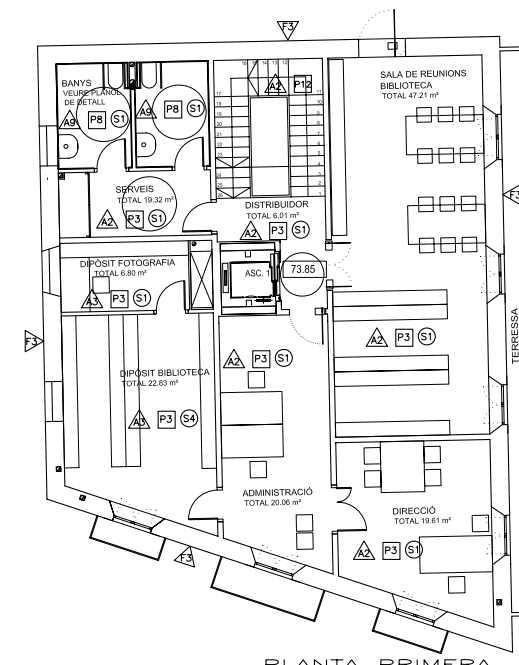 F3
BANYS
VEURE PLÀNOL
DE DETALL
A9 P8 S1
A9 P8 S1
A2 P12
SALA DE REUNIONS
BIBLIOTECA
TOTAL 47.21 m²
SERVEIS
TOTAL 19.32 m²
A2 P3 S1
DISTRIBUIDOR
TOTAL 6.01 m²
A2 P3 S1
F3
DIPÒSIT FOTOGRAFIA
TOTAL 6.80 m²
A3 P3 S1
ASC. 1
73.85
TERRESSA
F3
A2 P3 S1
A2 P3 S1
DIPÒSIT BIBLIOTECA
TOTAL 22.83 m²
A3 P3 S4
ADMINISTRACIÓ
TOTAL 20.06 m²
DIRECCIÓ
TOTAL 19.61 m²
A2 P3 S1
F3
PLANTA PRIMERA